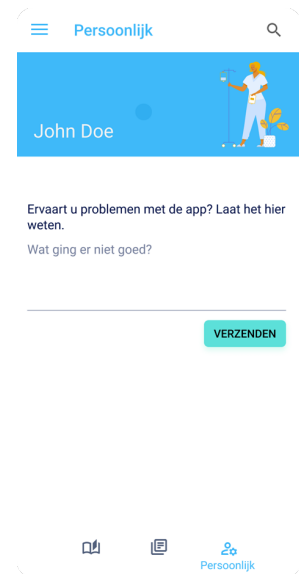 Persoonlijk
John Doe
Ervaart u problemen met de app? Laat het hier
weten.
Wat ging er niet goed?
VERZENDEN
Persoonlijk